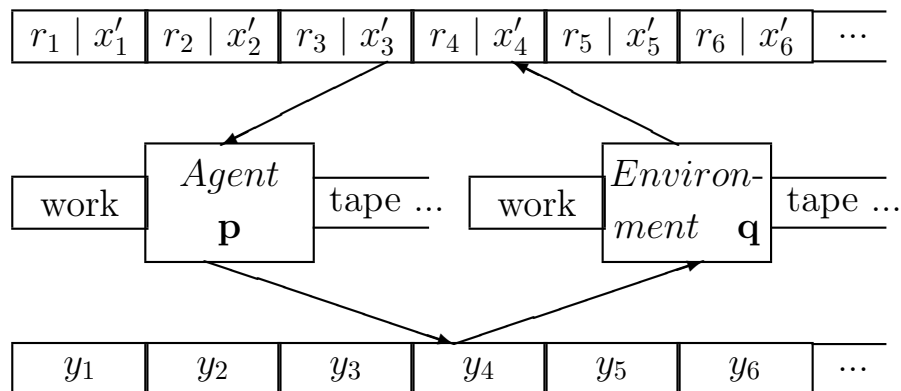 r₁ | x′₁ r₂ | x′₂ r₃ | x′₃ r₄ | x′₄ r₅ | x′₅ r₆ | x′₆ ...
Agent Environ-
work tape ... work tape ...
p ment q
y₁ y₂ y₃ y₄ y₅ y₆ ...